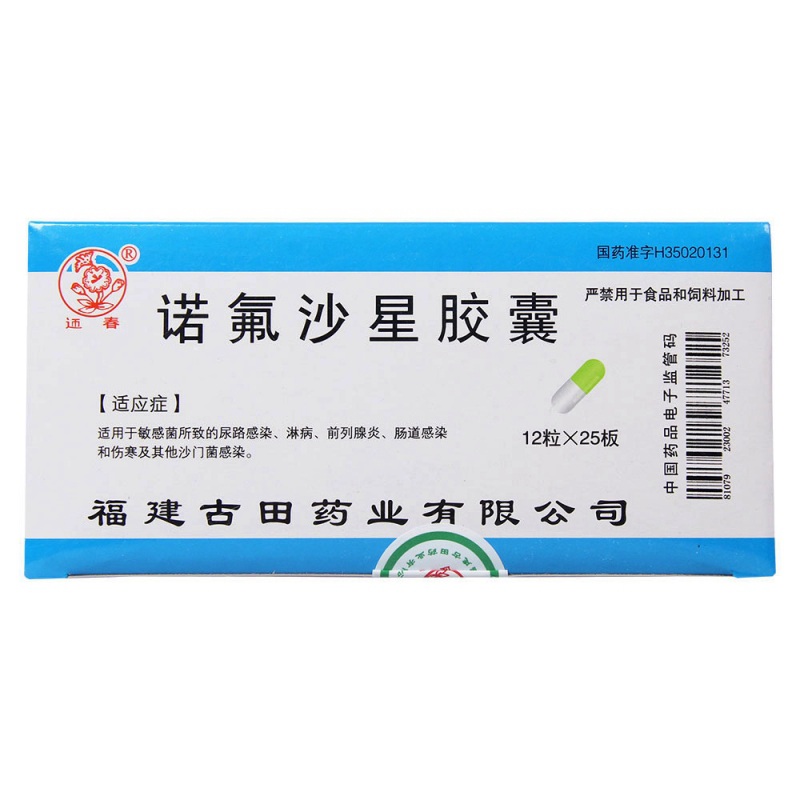 国药准字H35020131
®
严禁用于食品和饲料加工
迎春
诺氟沙星胶囊
【适应症】
适用于敏感菌所致的尿路感染、淋病、前列腺炎、肠道感染
和伤寒及其他沙门菌感染。
12粒×25板
中国药品电子监管码
81079 23002 47713 73252
福建古田药业有限公司